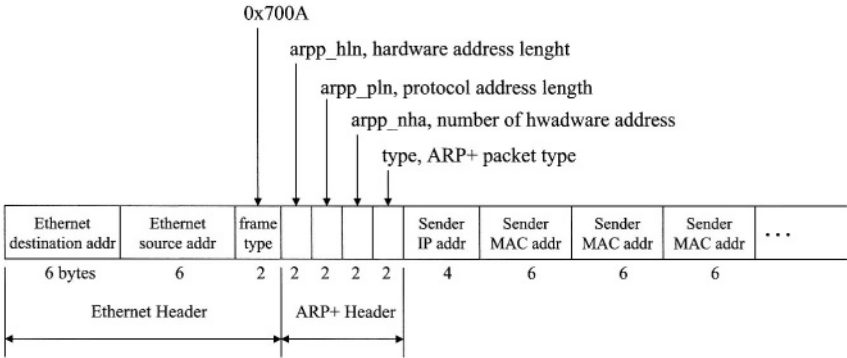 0x700A
arpp_hln, hardware address lenght
arpp_pln, protocol address length
arpp_nha, number of hwadware address
type, ARP+ packet type
Ethernet destination addr
Ethernet source addr
frame type
Sender IP addr
Sender MAC addr
Sender MAC addr
Sender MAC addr
...
6 bytes 6 2 2 2 2 2 4 6 6 6
Ethernet Header ARP+ Header